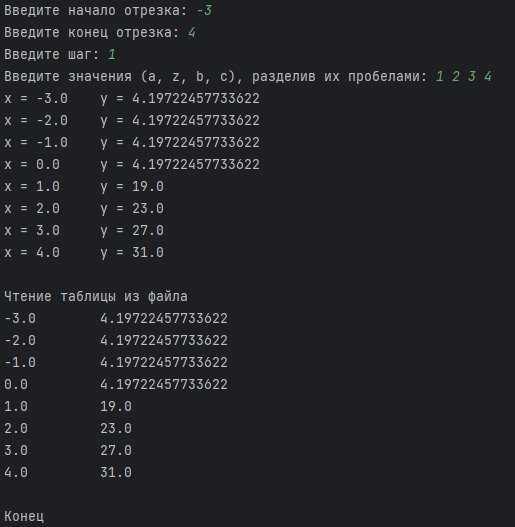 Введите начало отрезка: -3
Введите конец отрезка: 4
Введите шаг: 1
Введите значения (a, z, b, c), разделив их пробелами: 1 2 3 4
x = -3.0    y = 4.19722457733622
x = -2.0    y = 4.19722457733622
x = -1.0    y = 4.19722457733622
x = 0.0     y = 4.19722457733622
x = 1.0     y = 19.0
x = 2.0     y = 23.0
x = 3.0     y = 27.0
x = 4.0     y = 31.0
Чтение таблицы из файла
-3.0        4.19722457733622
-2.0        4.19722457733622
-1.0        4.19722457733622
0.0         4.19722457733622
1.0         19.0
2.0         23.0
3.0         27.0
4.0         31.0
Конец